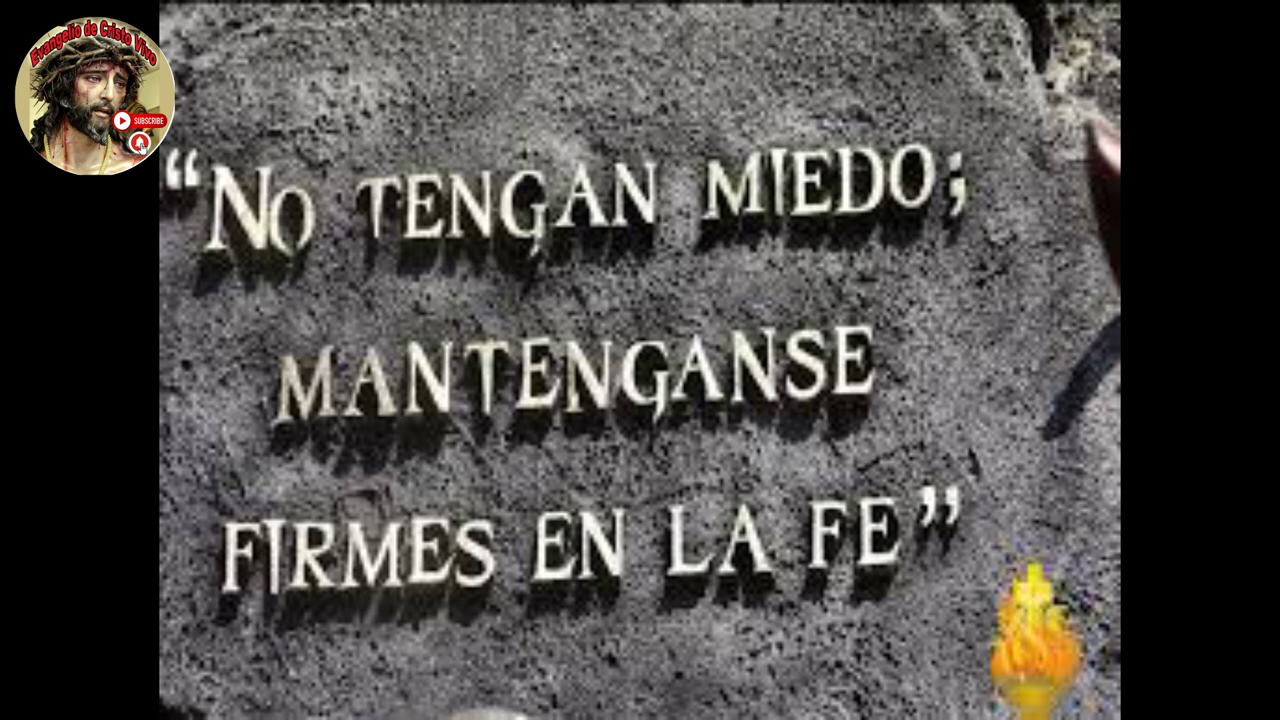 Evangelio de Cristo Vivo
SUBSCRIBE
“No TENGAN MIEDO;
MANTENGANSE
FIRMES EN LA FE”